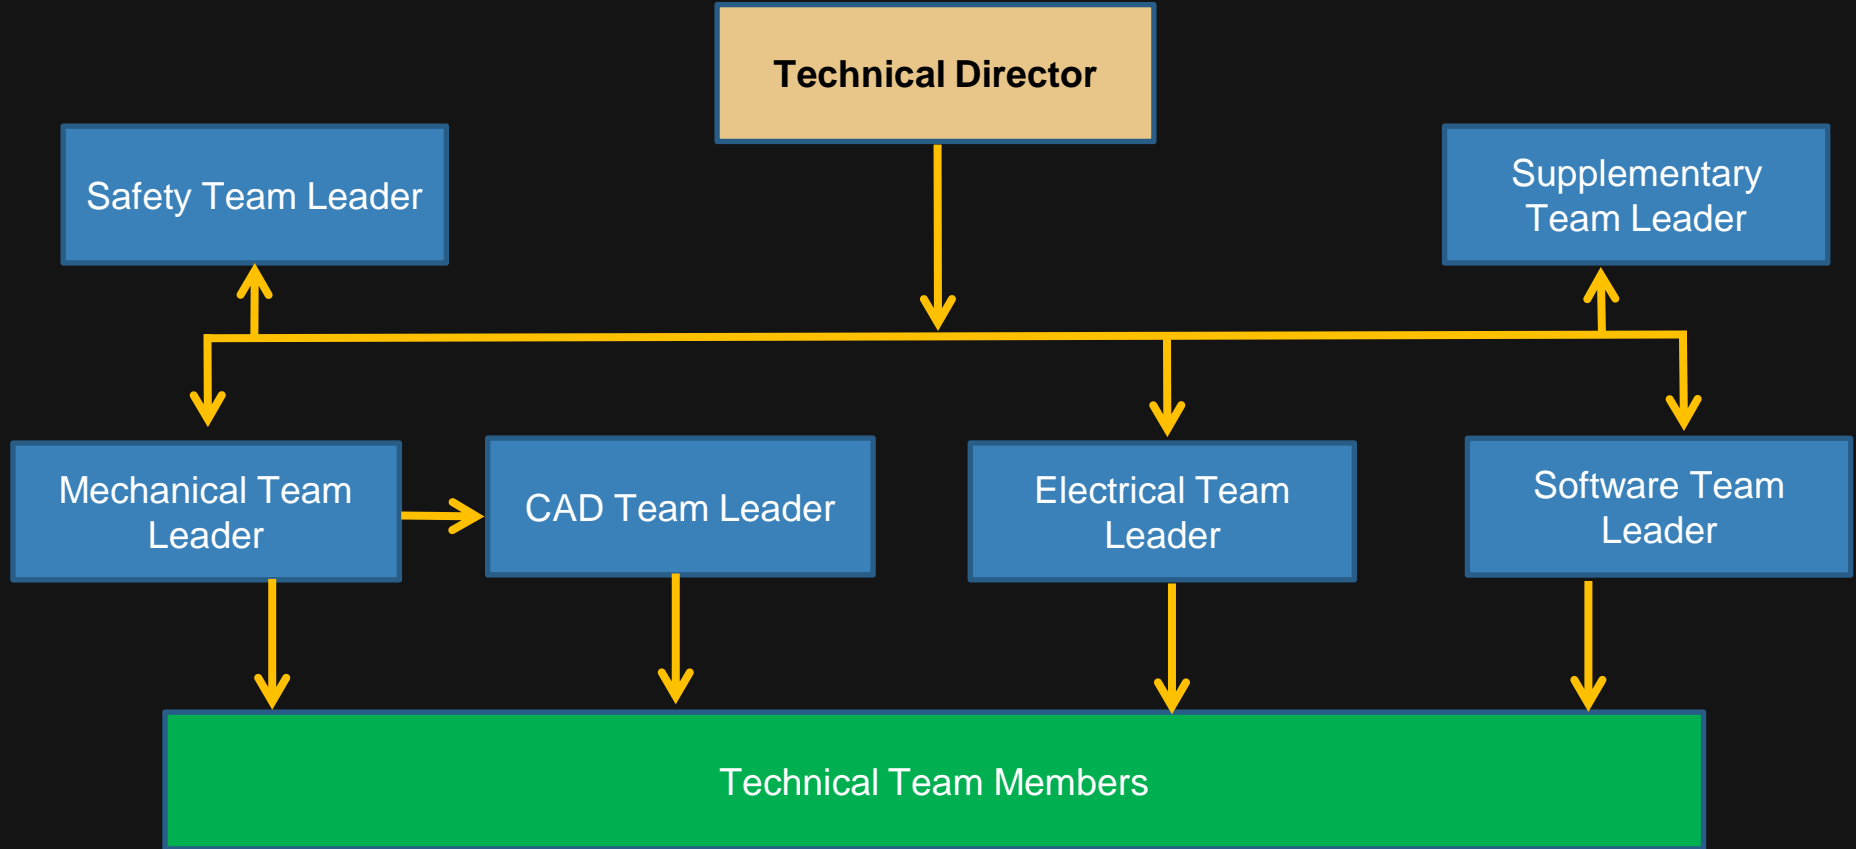 Technical Director
Safety Team Leader
Supplementary
Team Leader
Mechanical Team
Leader
CAD Team Leader
Electrical Team
Leader
Software Team
Leader
Technical Team Members